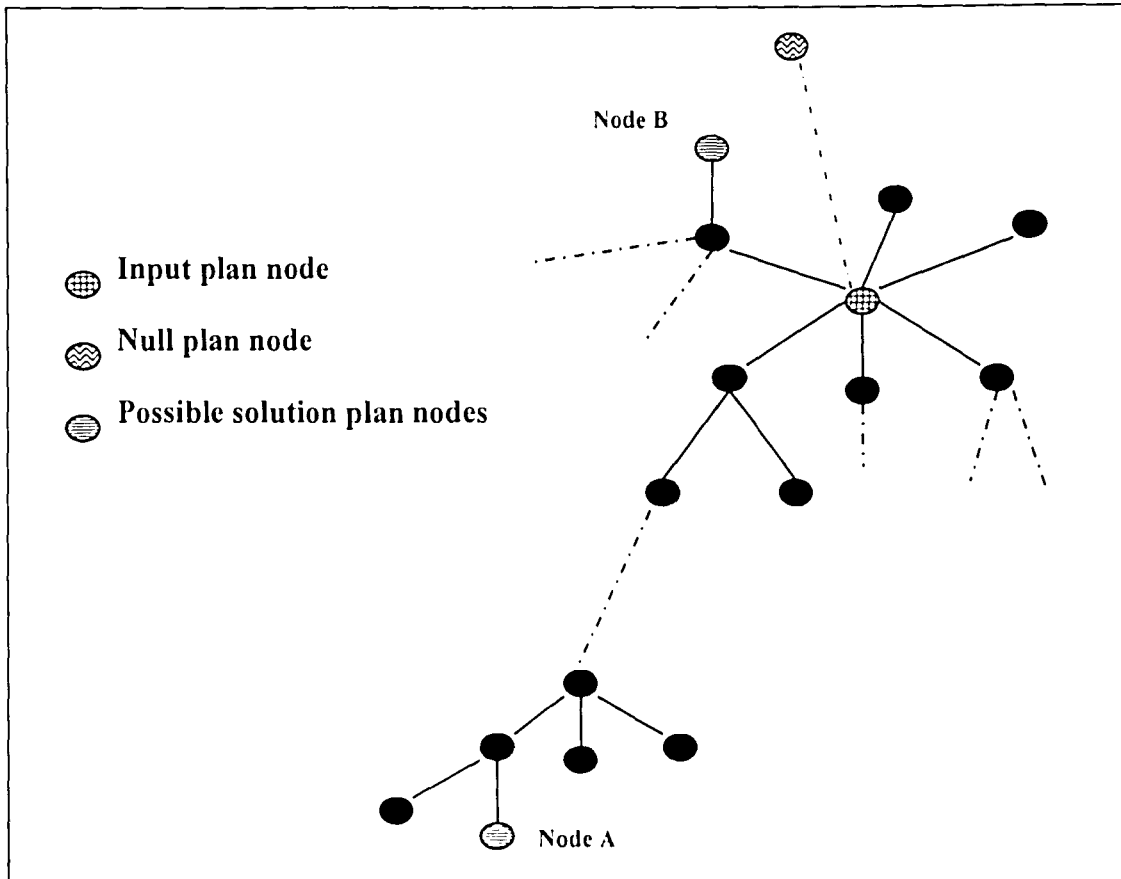 Node B
Input plan node
Null plan node
Possible solution plan nodes
Node A